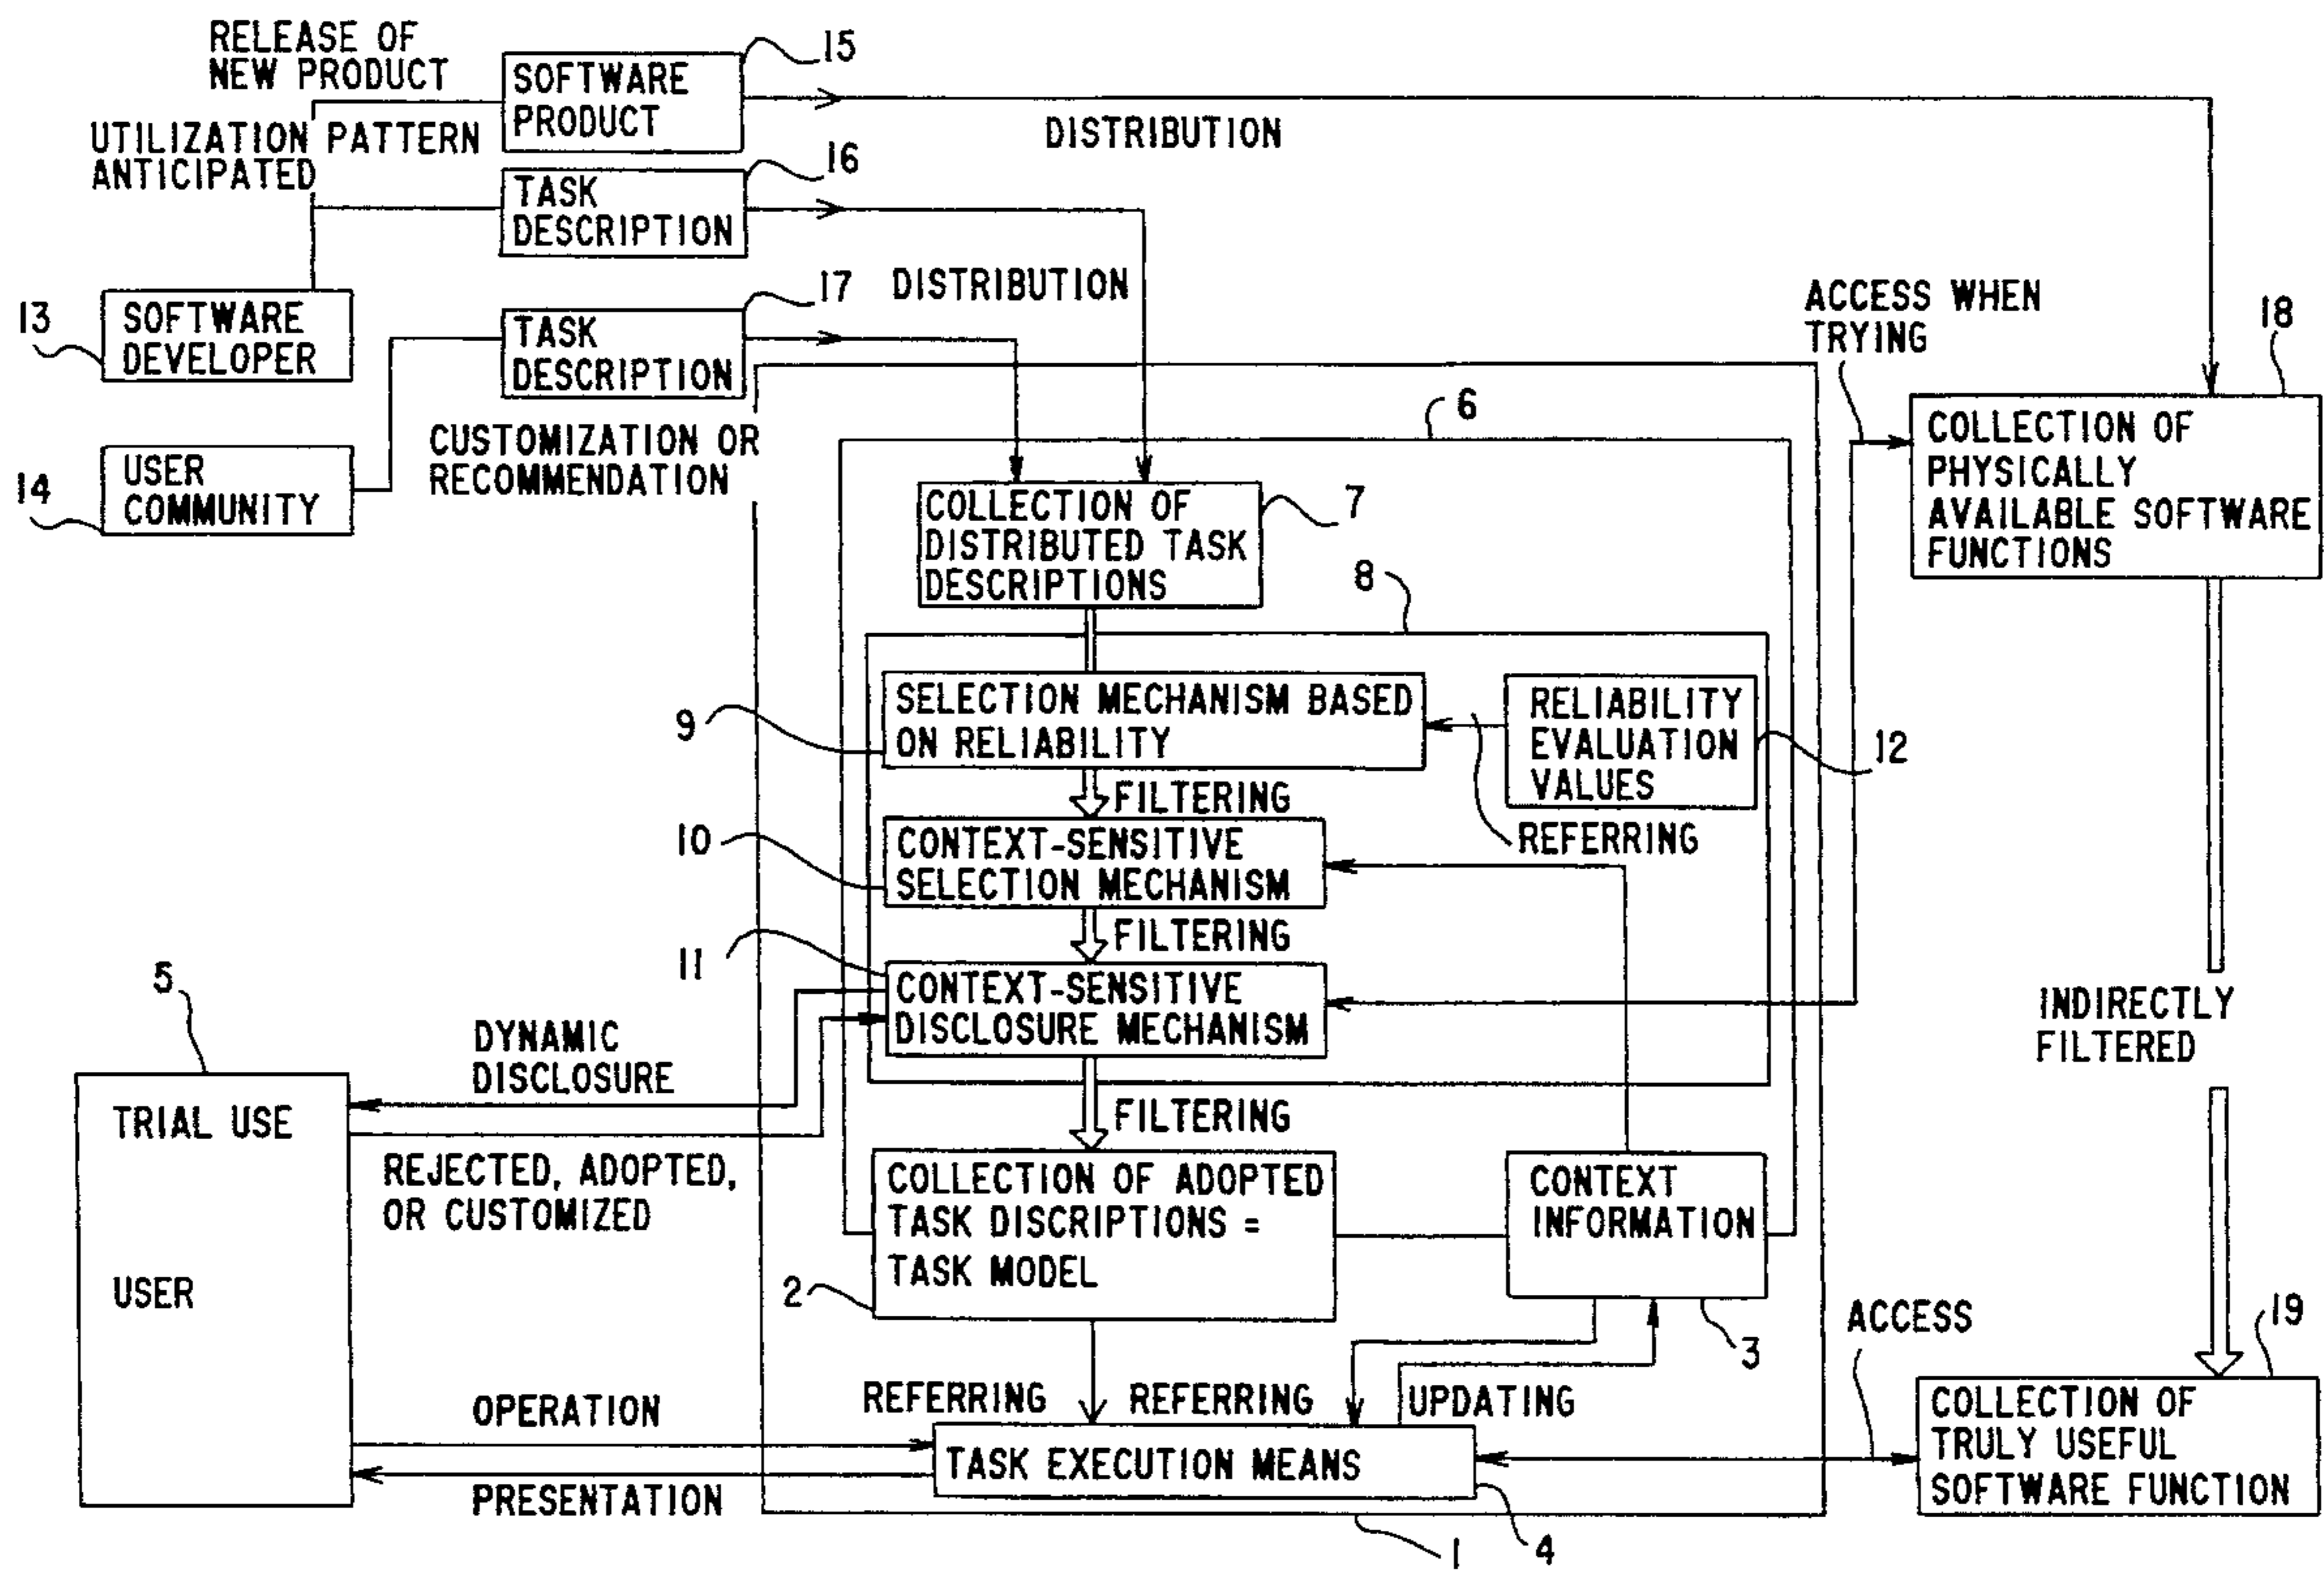 RELEASE OF
NEW PRODUCT
15
SOFTWARE
PRODUCT
DISTRIBUTION
UTILIZATION PATTERN
ANTICIPATED
16
TASK
DESCRIPTION
13
SOFTWARE
DEVELOPER
17
TASK
DESCRIPTION
DISTRIBUTION
ACCESS WHEN
TRYING
18
COLLECTION OF
PHYSICALLY
AVAILABLE SOFTWARE
FUNCTIONS
14
USER
COMMUNITY
CUSTOMIZATION OR
RECOMMENDATION
6
COLLECTION OF
DISTRIBUTED TASK
DESCRIPTIONS
7
8
9
SELECTION MECHANISM BASED
ON RELIABILITY
RELIABILITY
EVALUATION
VALUES
12
FILTERING
REFERRING
10
CONTEXT-SENSITIVE
SELECTION MECHANISM
FILTERING
11
CONTEXT-SENSITIVE
DISCLOSURE MECHANISM
INDIRECTLY
FILTERED
5
DYNAMIC
DISCLOSURE
FILTERING
TRIAL USE
USER
REJECTED, ADOPTED,
OR CUSTOMIZED
COLLECTION OF ADOPTED
TASK DISCRIPTIONS =
TASK MODEL
2
CONTEXT
INFORMATION
3
ACCESS
19
REFERRING
REFERRING
UPDATING
OPERATION
PRESENTATION
TASK EXECUTION MEANS
COLLECTION OF
TRULY USEFUL
SOFTWARE FUNCTION
1
4